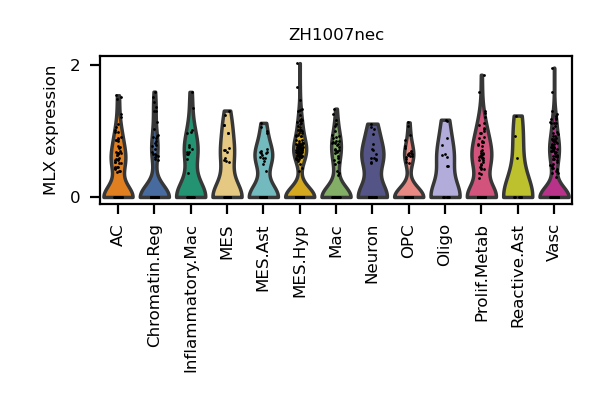 ZH1007nec
MLX expression
2
0
AC
Chromatin.Reg
Inflammatory.Mac
MES
MES.Ast
MES.Hyp
Mac
Neuron
OPC
Oligo
Prolif.Metab
Reactive.Ast
Vasc